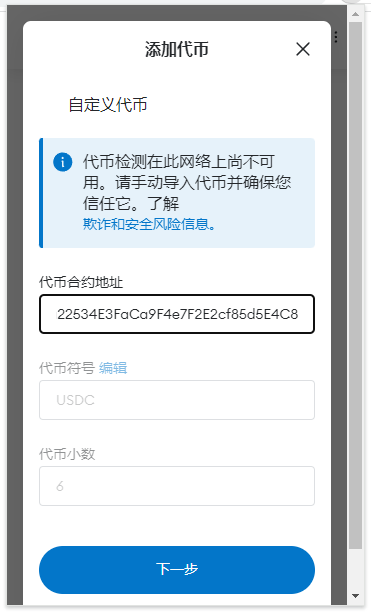 添加代币
自定义代币
代币检测在此网络上尚不可
用。请手动导入代币并确保您
信任它。了解
欺诈和安全风险信息。
代币合约地址
22534E3FaCa9F4e7F2E2cf85d5E4C8
代币符号 编辑
USDC
代币小数
6
下一步